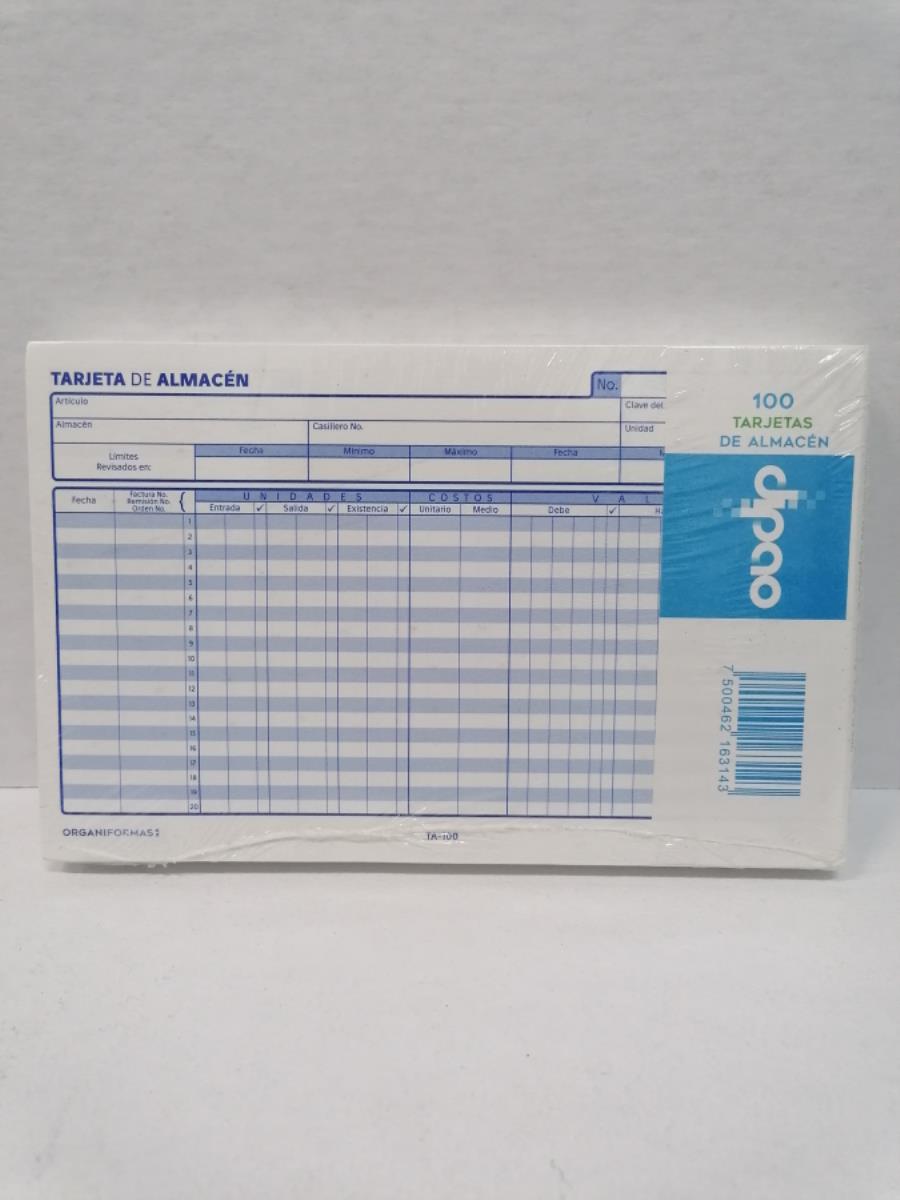 TARJETA DE ALMACÉN
No.
Artículo
Clave del
Almacén
Casillero No.
Unidad
Límites
Revisados en:
Fecha Mínimo Máximo Fecha M
Fecha
Factura No.
Remisión No.
Orden No.
UNIDADES COSTOS VAL
Entrada ✓ Salida ✓ Existencia ✓ Unitario Medio Debe ✓ Ha
1
2
3
4
5
6
7
8
9
10
11
12
13
14
15
16
17
18
19
20
ORGANIFORMAS
TA-100
100
TARJETAS
DE ALMACÉN
7 500462 163143